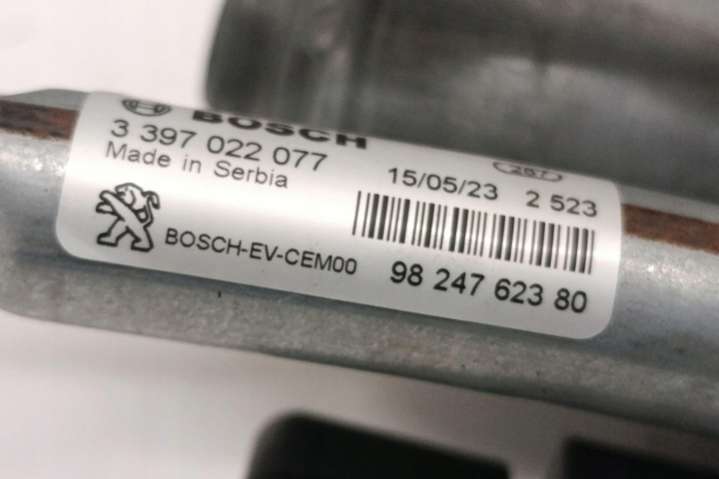 BOSCH
3 397 022 077
Made in Serbia
257
15/05/23 2 523
BOSCH-EV-CEM00
98 247 623 80